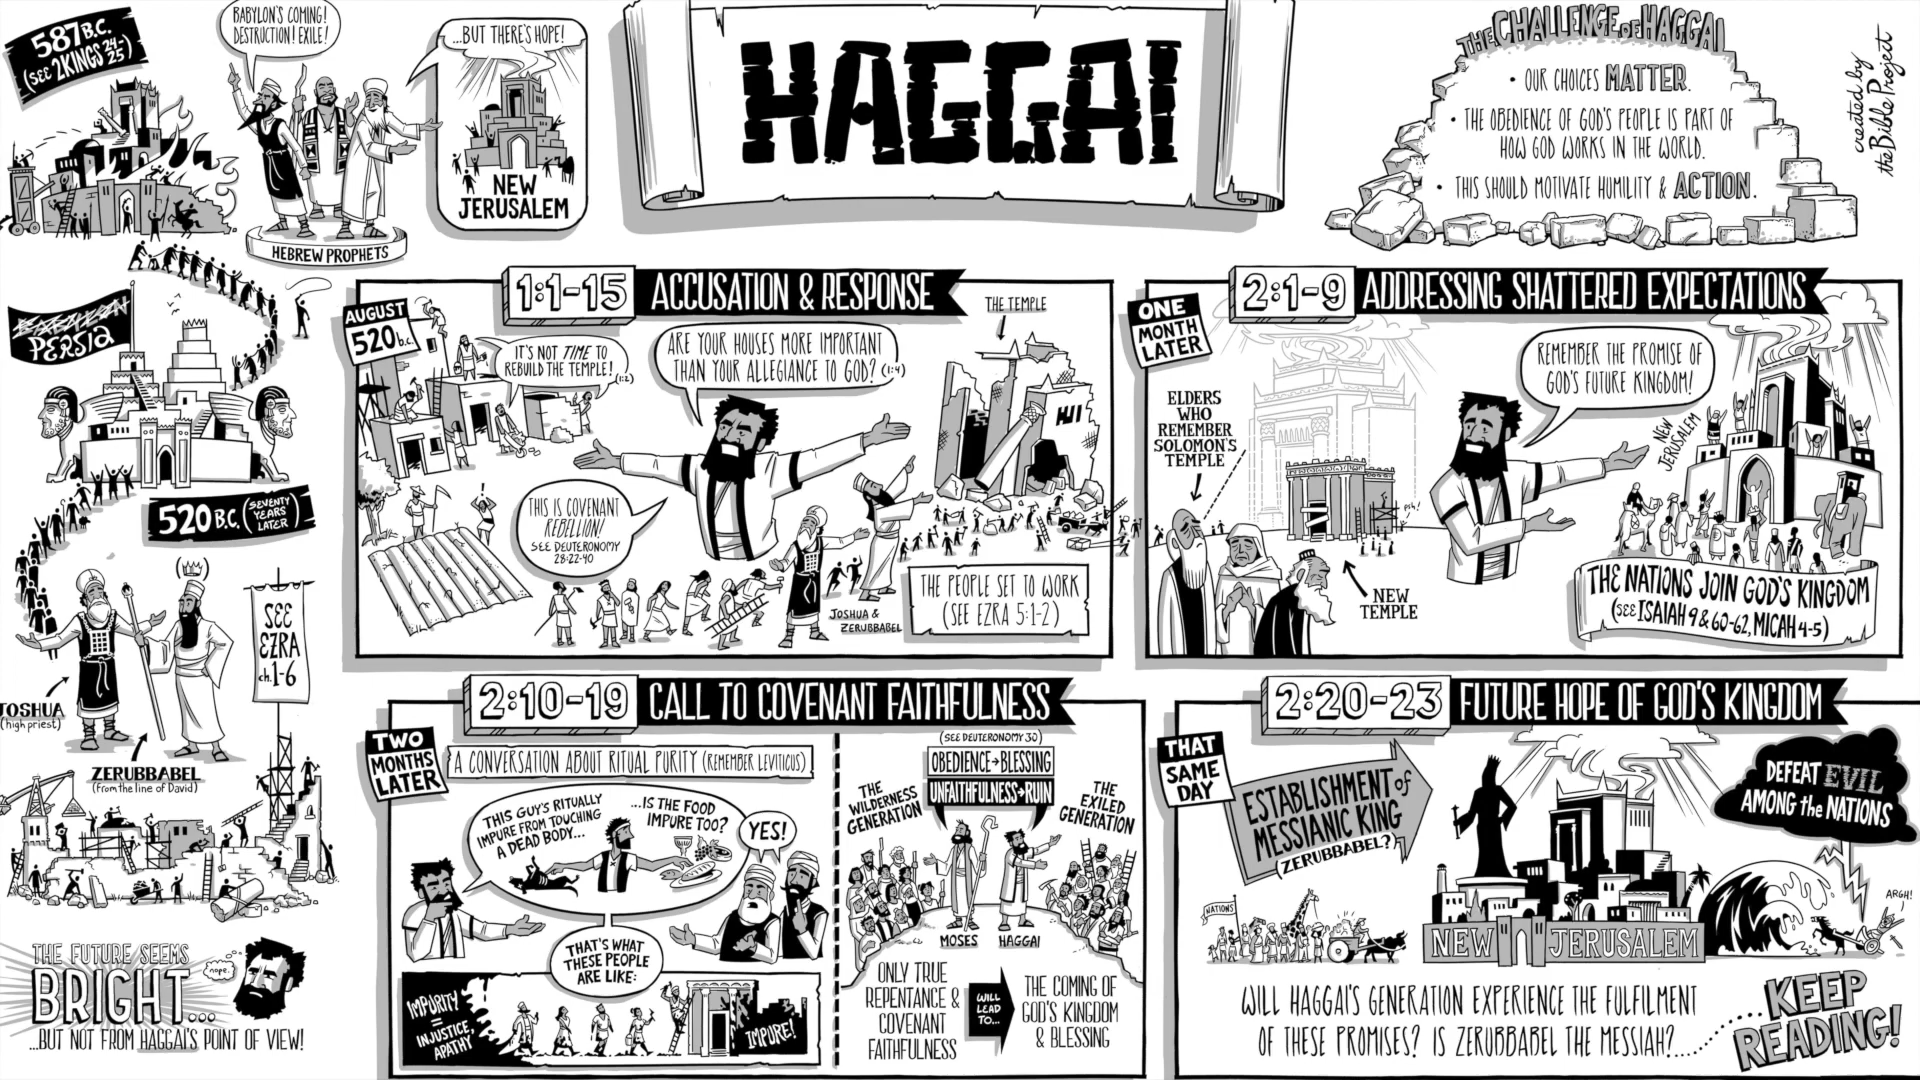 587 B.C.
(SEE 2 KINGS 24-25)
BABYLON'S COMING!
DESTRUCTION! EXILE!
...BUT THERE'S HOPE!
NEW
JERUSALEM
HEBREW PROPHETS
HAGGAI
THE CHALLENGE of HAGGAI
• OUR CHOICES MATTER.
• THE OBEDIENCE OF GOD'S PEOPLE IS PART OF
HOW GOD WORKS IN THE WORLD.
• THIS SHOULD MOTIVATE HUMILITY & ACTION.
created by
the Bible Project
BABYLON
PERSIA
520 B.C. (SEVENTY
YEARS
LATER)
SEE
EZRA
ch. 1-6
JOSHUA
(high priest)
ZERUBBABEL
(from the line of David)
THE FUTURE SEEMS
BRIGHT...
nope.
...BUT NOT FROM HAGGAI'S POINT OF VIEW!
1:1-15 ACCUSATION & RESPONSE
AUGUST
520 b.c.
IT'S NOT TIME TO
REBUILD THE TEMPLE!
(1:2)
ARE YOUR HOUSES MORE IMPORTANT
THAN YOUR ALLEGIANCE TO GOD? (1:4)
THE TEMPLE
THIS IS COVENANT
REBELLION!
SEE DEUTERONOMY
28:22-40
JOSHUA &
ZERUBBABEL
THE PEOPLE SET TO WORK
(SEE EZRA 5:1-2)
2:1-9 ADDRESSING SHATTERED EXPECTATIONS
ONE
MONTH
LATER
ELDERS
WHO
REMEMBER
SOLOMON'S
TEMPLE
NEW
TEMPLE
REMEMBER THE PROMISE OF
GOD'S FUTURE KINGDOM!
NEW
JERUSALEM
THE NATIONS JOIN GOD'S KINGDOM
(SEE ISAIAH 9 & 60-62, MICAH 4-5)
2:10-19 CALL TO COVENANT FAITHFULNESS
TWO
MONTHS
LATER
A CONVERSATION ABOUT RITUAL PURITY (REMEMBER LEVITICUS)
THIS GUY'S RITUALLY
IMPURE FROM TOUCHING
A DEAD BODY...
...IS THE FOOD
IMPURE TOO?
YES!
THAT'S WHAT
THESE PEOPLE
ARE LIKE:
IMPURITY
=
INJUSTICE,
APATHY
IMPURE!
(SEE DEUTERONOMY 30)
OBEDIENCE→BLESSING
UNFAITHFULNESS→RUIN
THE
WILDERNESS
GENERATION
THE
EXILED
GENERATION
MOSES
HAGGAI
ONLY TRUE
REPENTANCE &
COVENANT
FAITHFULNESS
WILL
LEAD
TO...
THE COMING OF
GOD'S KINGDOM
& BLESSING
2:20-23 FUTURE HOPE OF GOD'S KINGDOM
THAT
SAME
DAY
ESTABLISHMENT of
MESSIANIC KING
(ZERUBBABEL?)
DEFEAT EVIL
AMONG the NATIONS
NATIONS
ARGH!
NEW JERUSALEM
WILL HAGGAI'S GENERATION EXPERIENCE THE FULFILMENT
OF THESE PROMISES? IS ZERUBBABEL THE MESSIAH?......
KEEP
READING!